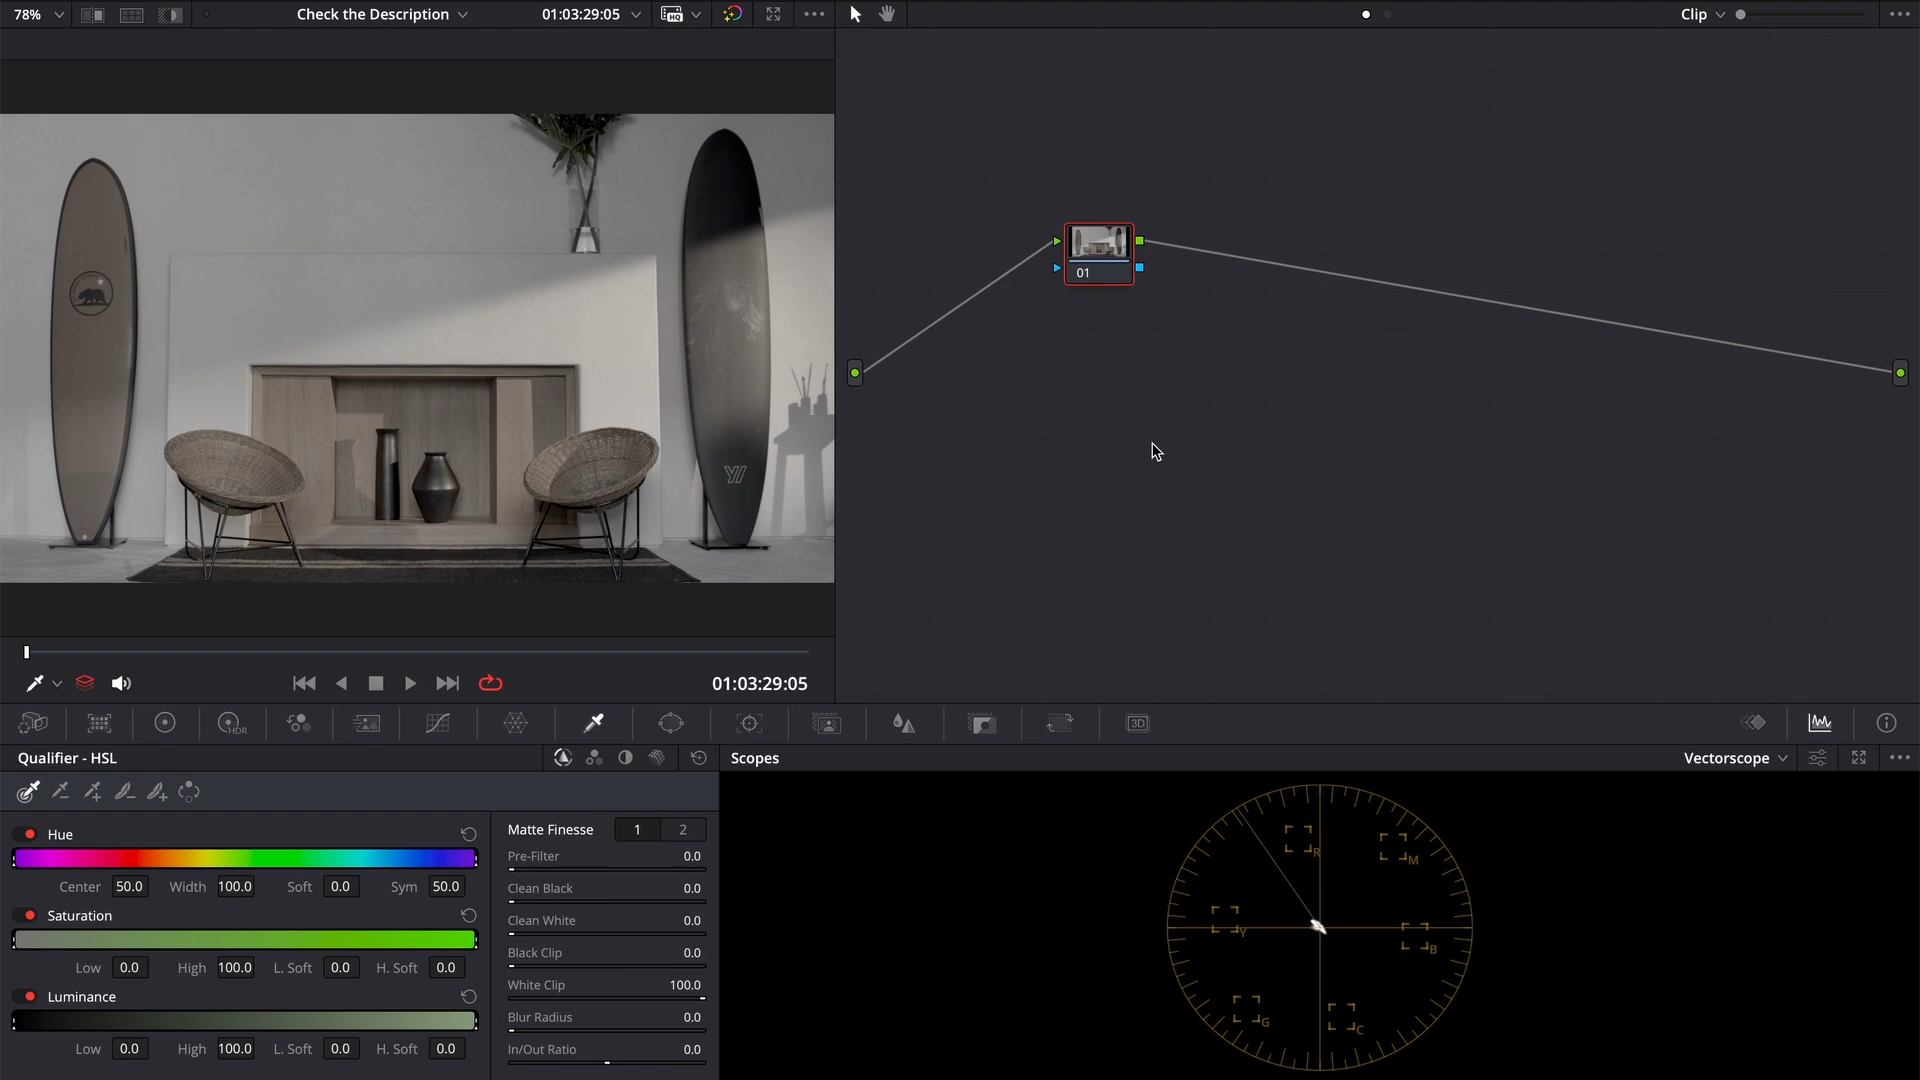 78%
Check the Description
01:03:29:05
HQ
Clip
01
YI
01:03:29:05
HDR
3D
Qualifier - HSL
Scopes
Vectorscope
Hue
Center 50.0 Width 100.0 Soft 0.0 Sym 50.0
Saturation
Low 0.0 High 100.0 L. Soft 0.0 H. Soft 0.0
Luminance
Low 0.0 High 100.0 L. Soft 0.0 H. Soft 0.0
Matte Finesse 1 2
Pre-Filter 0.0
Clean Black 0.0
Clean White 0.0
Black Clip 0.0
White Clip 100.0
Blur Radius 0.0
In/Out Ratio 0.0
R
M
Y
B
G
C